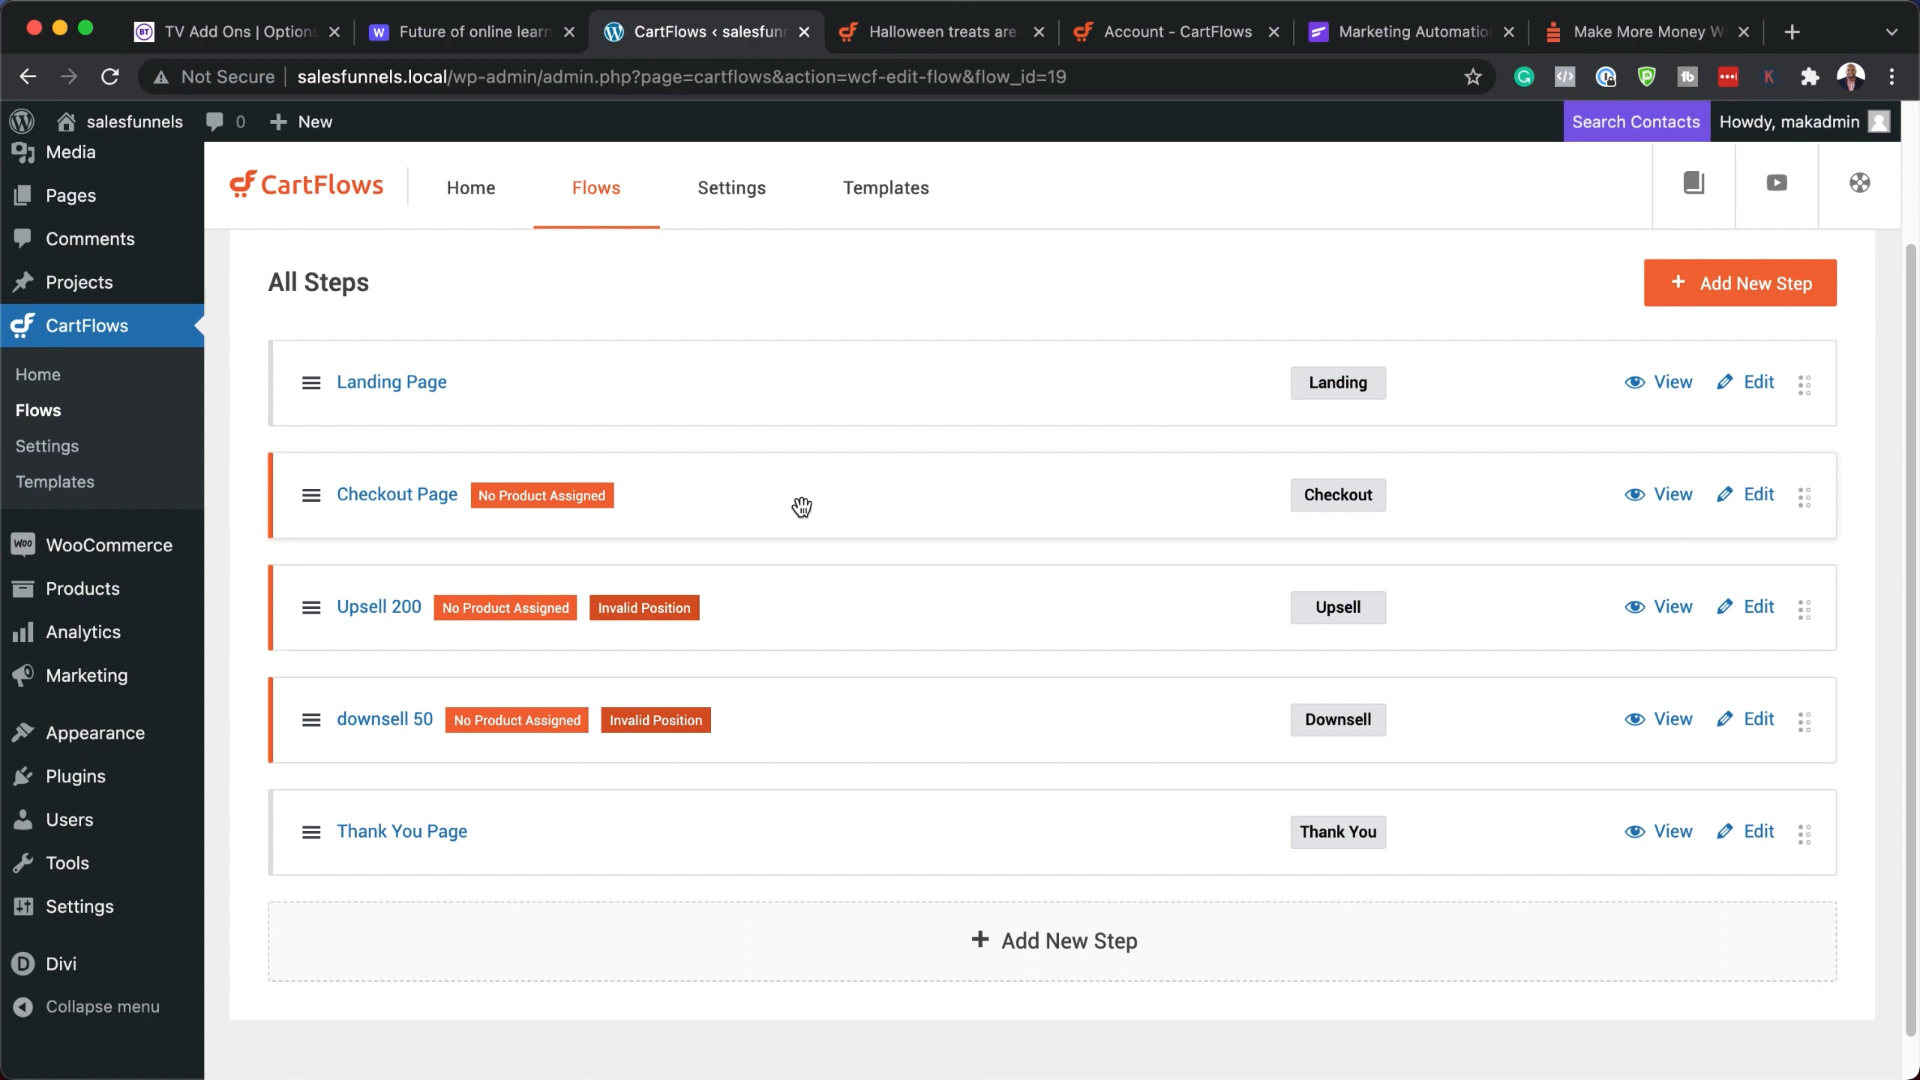 TV Add Ons | Option
Future of online learn
CartFlows ‹ salesfunn
Halloween treats are
Account - CartFlows
Marketing Automatio
Make More Money W
Not Secure
salesfunnels.local/wp-admin/admin.php?page=cartflows&action=wcf-edit-flow&flow_id=19
salesfunnels
0
New
Search Contacts
Howdy, makadmin
Media
Pages
Comments
Projects
CartFlows
Home
Flows
Settings
Templates
WooCommerce
Products
Analytics
Marketing
Appearance
Plugins
Users
Tools
Settings
Divi
Collapse menu
CartFlows
Home
Flows
Settings
Templates
All Steps
+ Add New Step
Landing Page
Landing
View
Edit
Checkout Page
No Product Assigned
Checkout
View
Edit
Upsell 200
No Product Assigned
Invalid Position
Upsell
View
Edit
downsell 50
No Product Assigned
Invalid Position
Downsell
View
Edit
Thank You Page
Thank You
View
Edit
+ Add New Step